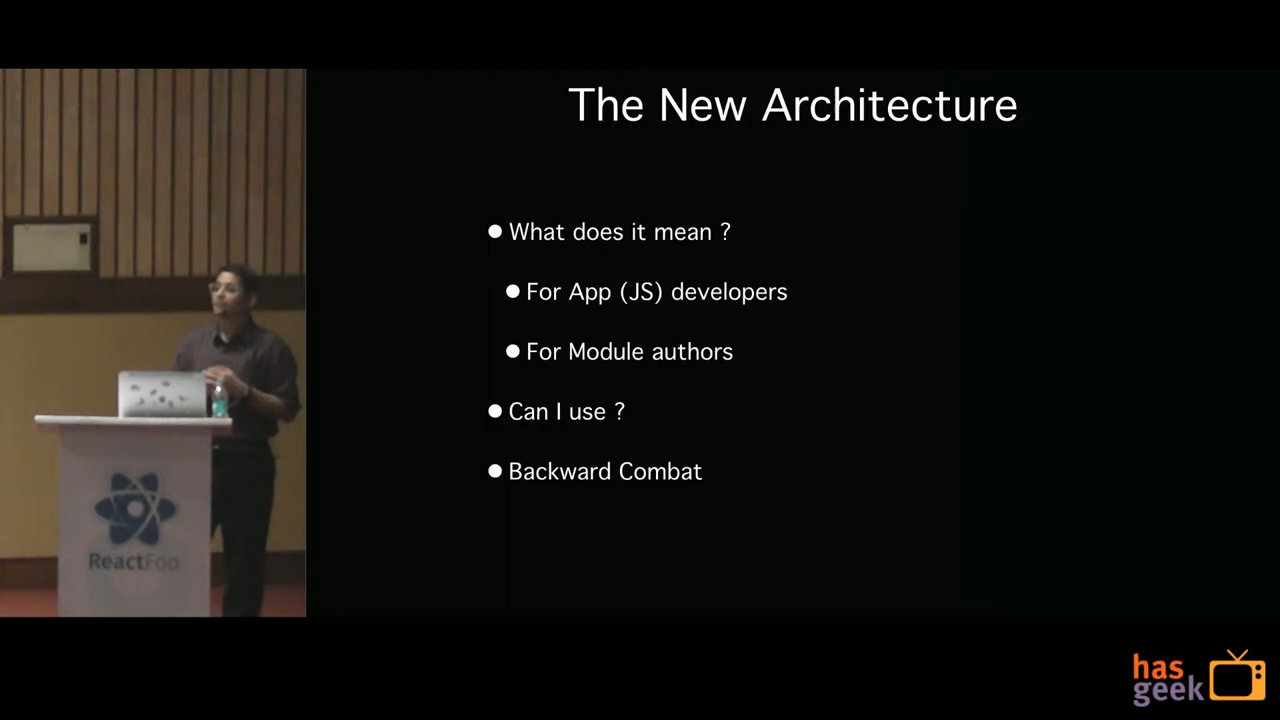 The New Architecture
What does it mean ?
For App (JS) developers
For Module authors
Can I use ?
Backward Combat
ReactFoo
has
geek